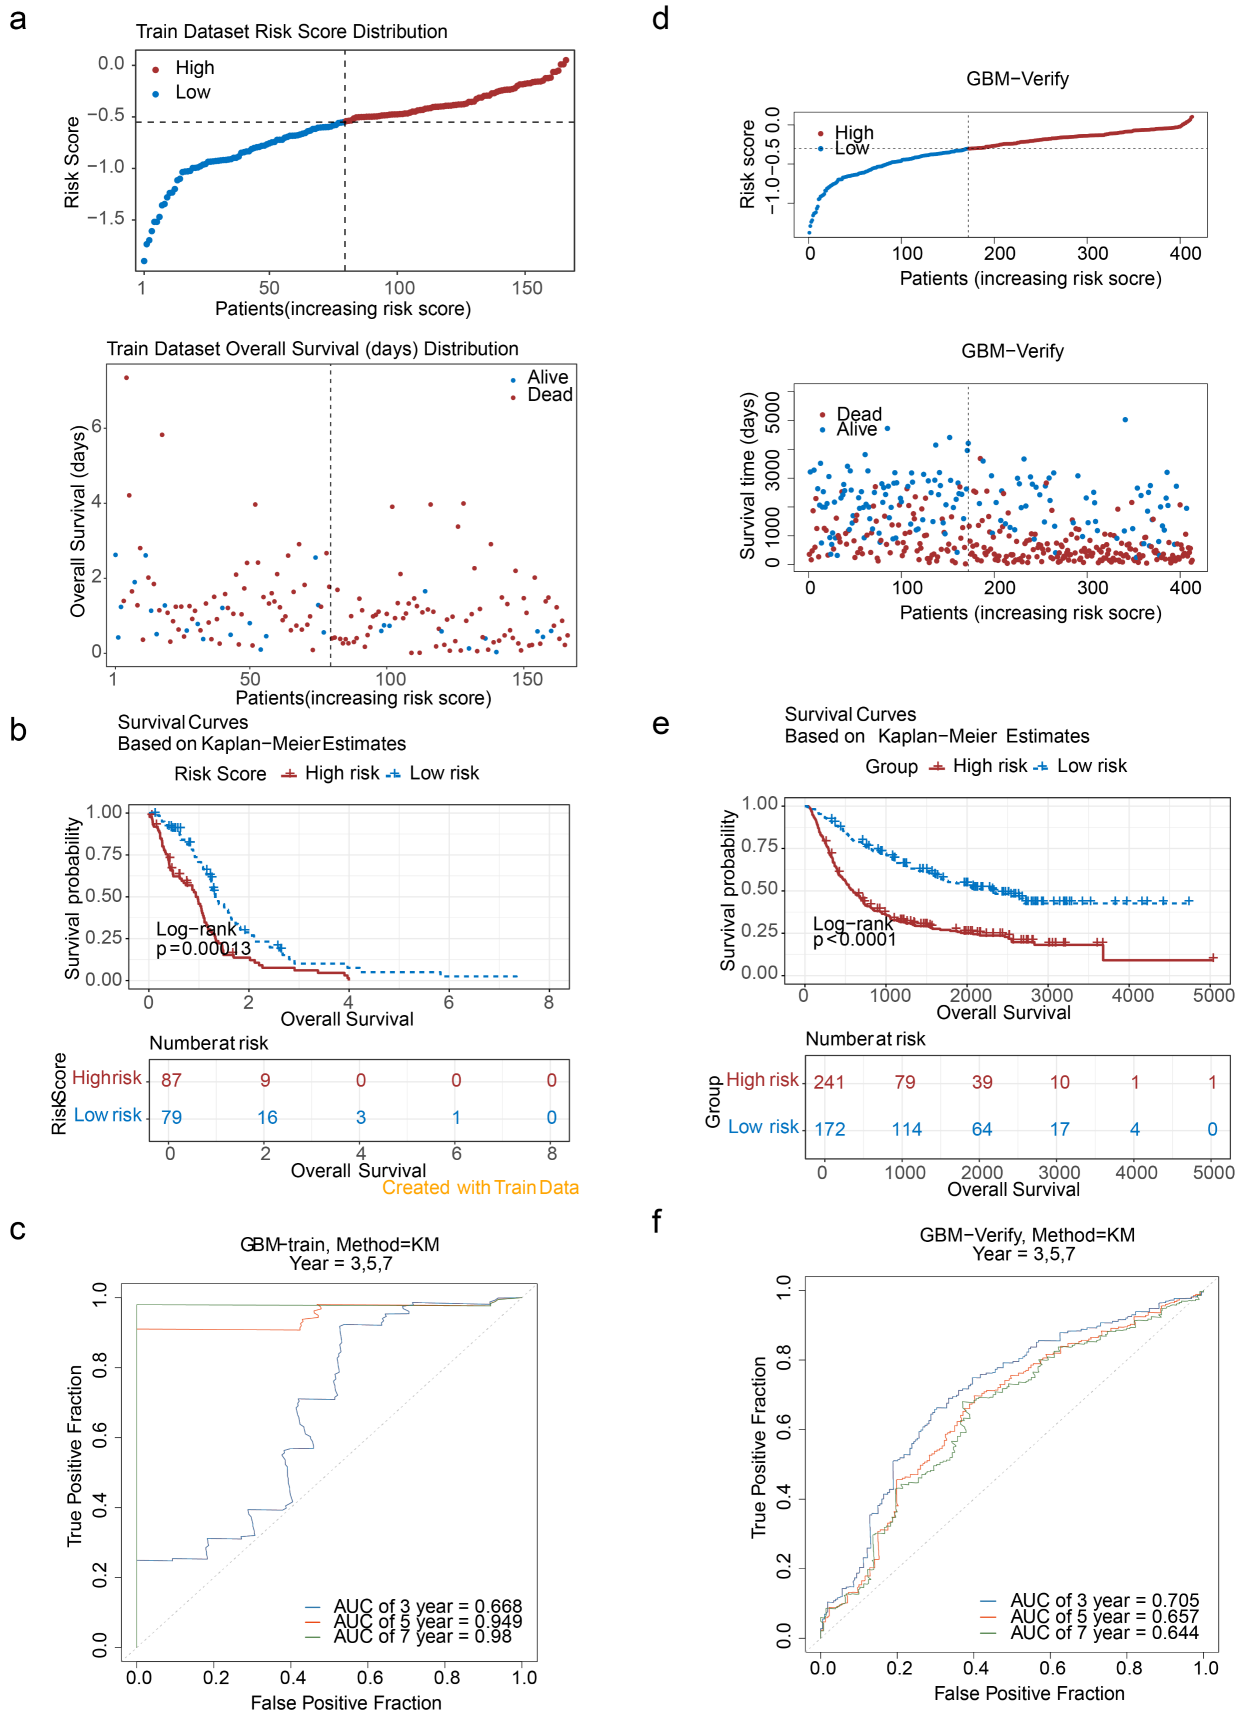 a
Train Dataset Risk Score Distribution
High
Low
Risk Score
0.0
−0.5
−1.0
−1.5
1
50
100
150
Patients(increasing risk score)
Train Dataset Overall Survival (days) Distribution
Alive
Dead
Overall Survival (days)
6
4
2
0
1
50
100
150
Patients(increasing risk score)
b
Survival Curves
Based on Kaplan−Meier Estimates
Risk Score High risk Low risk
Survival probability
1.00
0.75
0.50
0.25
0.00
Log−rank
p=0.00013
0 2 4 6 8
Overall Survival
Number at risk
RiskScore
High risk 87 9 0 0 0
Low risk 79 16 3 1 0
0 2 4 6 8
Overall Survival
Created with Train Data
c
GBM−train, Method=KM
Year = 3,5,7
True Positive Fraction
1.0
0.8
0.6
0.4
0.2
0.0
AUC of 3 year = 0.668
AUC of 5 year = 0.949
AUC of 7 year = 0.98
0.0 0.2 0.4 0.6 0.8 1.0
False Positive Fraction
d
GBM−Verify
High
Low
Risk score
0.0
−0.5
−1.0
0 100 200 300 400
Patients (increasing risk socre)
GBM−Verify
Dead
Alive
Survival time (days)
5000
3000
1000
0
0 100 200 300 400
Patients (increasing risk socre)
e
Survival Curves
Based on Kaplan−Meier Estimates
Group High risk Low risk
Survival probability
1.00
0.75
0.50
0.25
0.00
Log−rank
p<0.0001
0 1000 2000 3000 4000 5000
Overall Survival
Number at risk
Group
High risk 241 79 39 10 1 1
Low risk 172 114 64 17 4 0
0 1000 2000 3000 4000 5000
Overall Survival
f
GBM−Verify, Method=KM
Year = 3,5,7
True Positive Fraction
1.0
0.8
0.6
0.4
0.2
0.0
AUC of 3 year = 0.705
AUC of 5 year = 0.657
AUC of 7 year = 0.644
0.0 0.2 0.4 0.6 0.8 1.0
False Positive Fraction